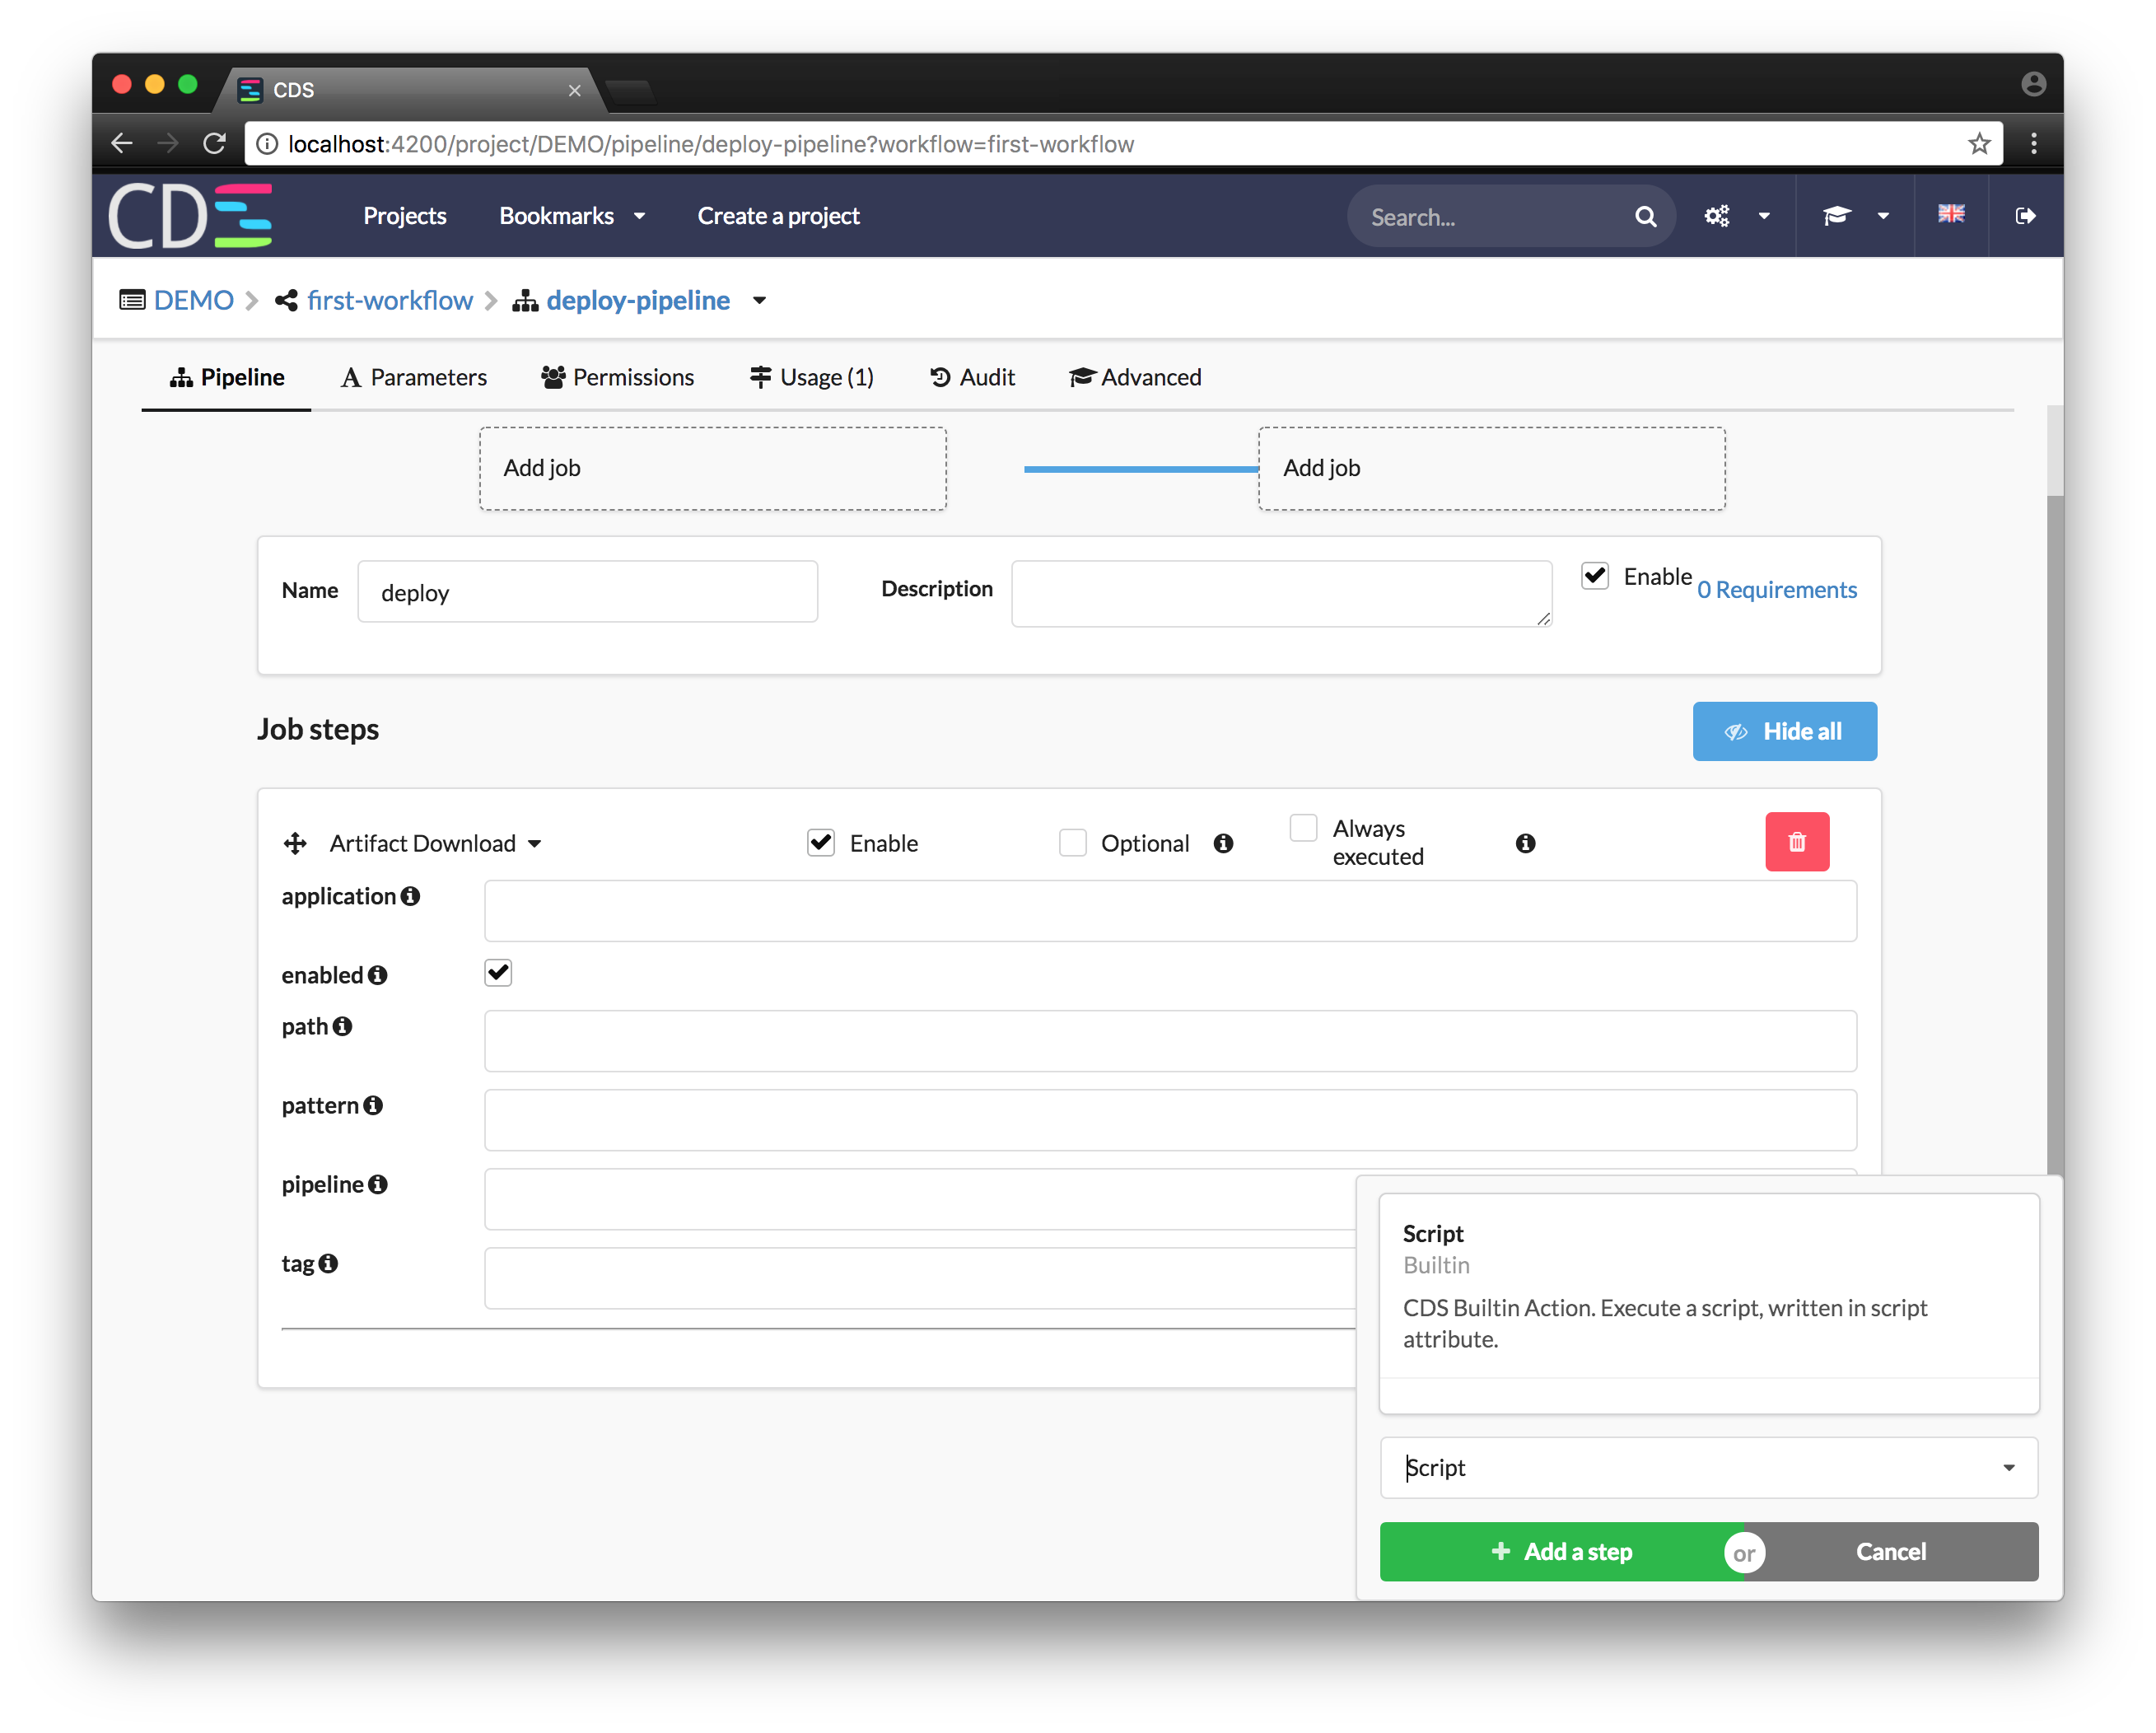 CDS
localhost:4200/project/DEMO/pipeline/deploy-pipeline?workflow=first-workflow
CD
Projects
Bookmarks
Create a project
Search...
DEMO
first-workflow
deploy-pipeline
Pipeline
Parameters
Permissions
Usage (1)
Audit
Advanced
Add job
Add job
Name
deploy
Description
Enable
0 Requirements
Job steps
Hide all
Artifact Download
Enable
Optional
Always
executed
application
enabled
path
pattern
pipeline
tag
Script
Builtin
CDS Builtin Action. Execute a script, written in script
attribute.
Script
Add a step
or
Cancel